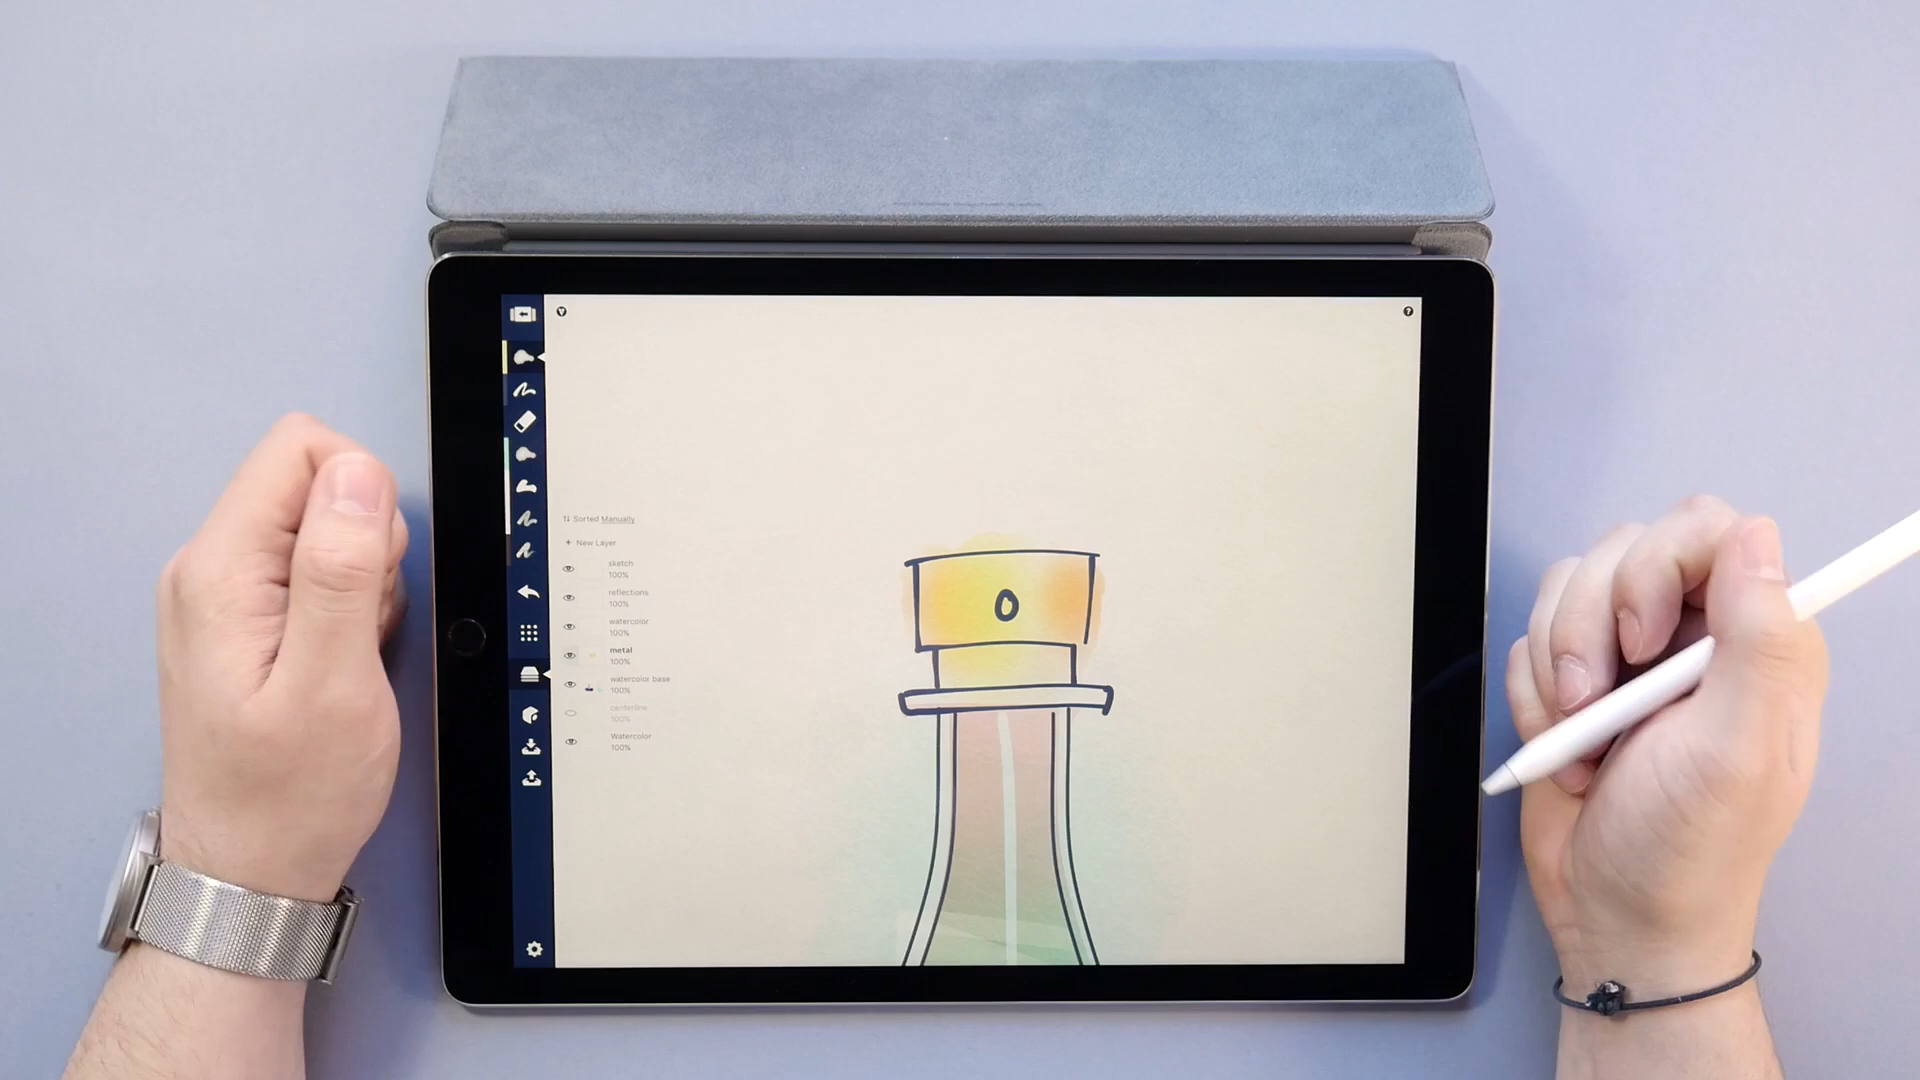 Sorted Manually
+ New Layer
sketch
100%
reflections
100%
watercolor
100%
metal
100%
watercolor base
100%
centerline
100%
Watercolor
100%
0
?